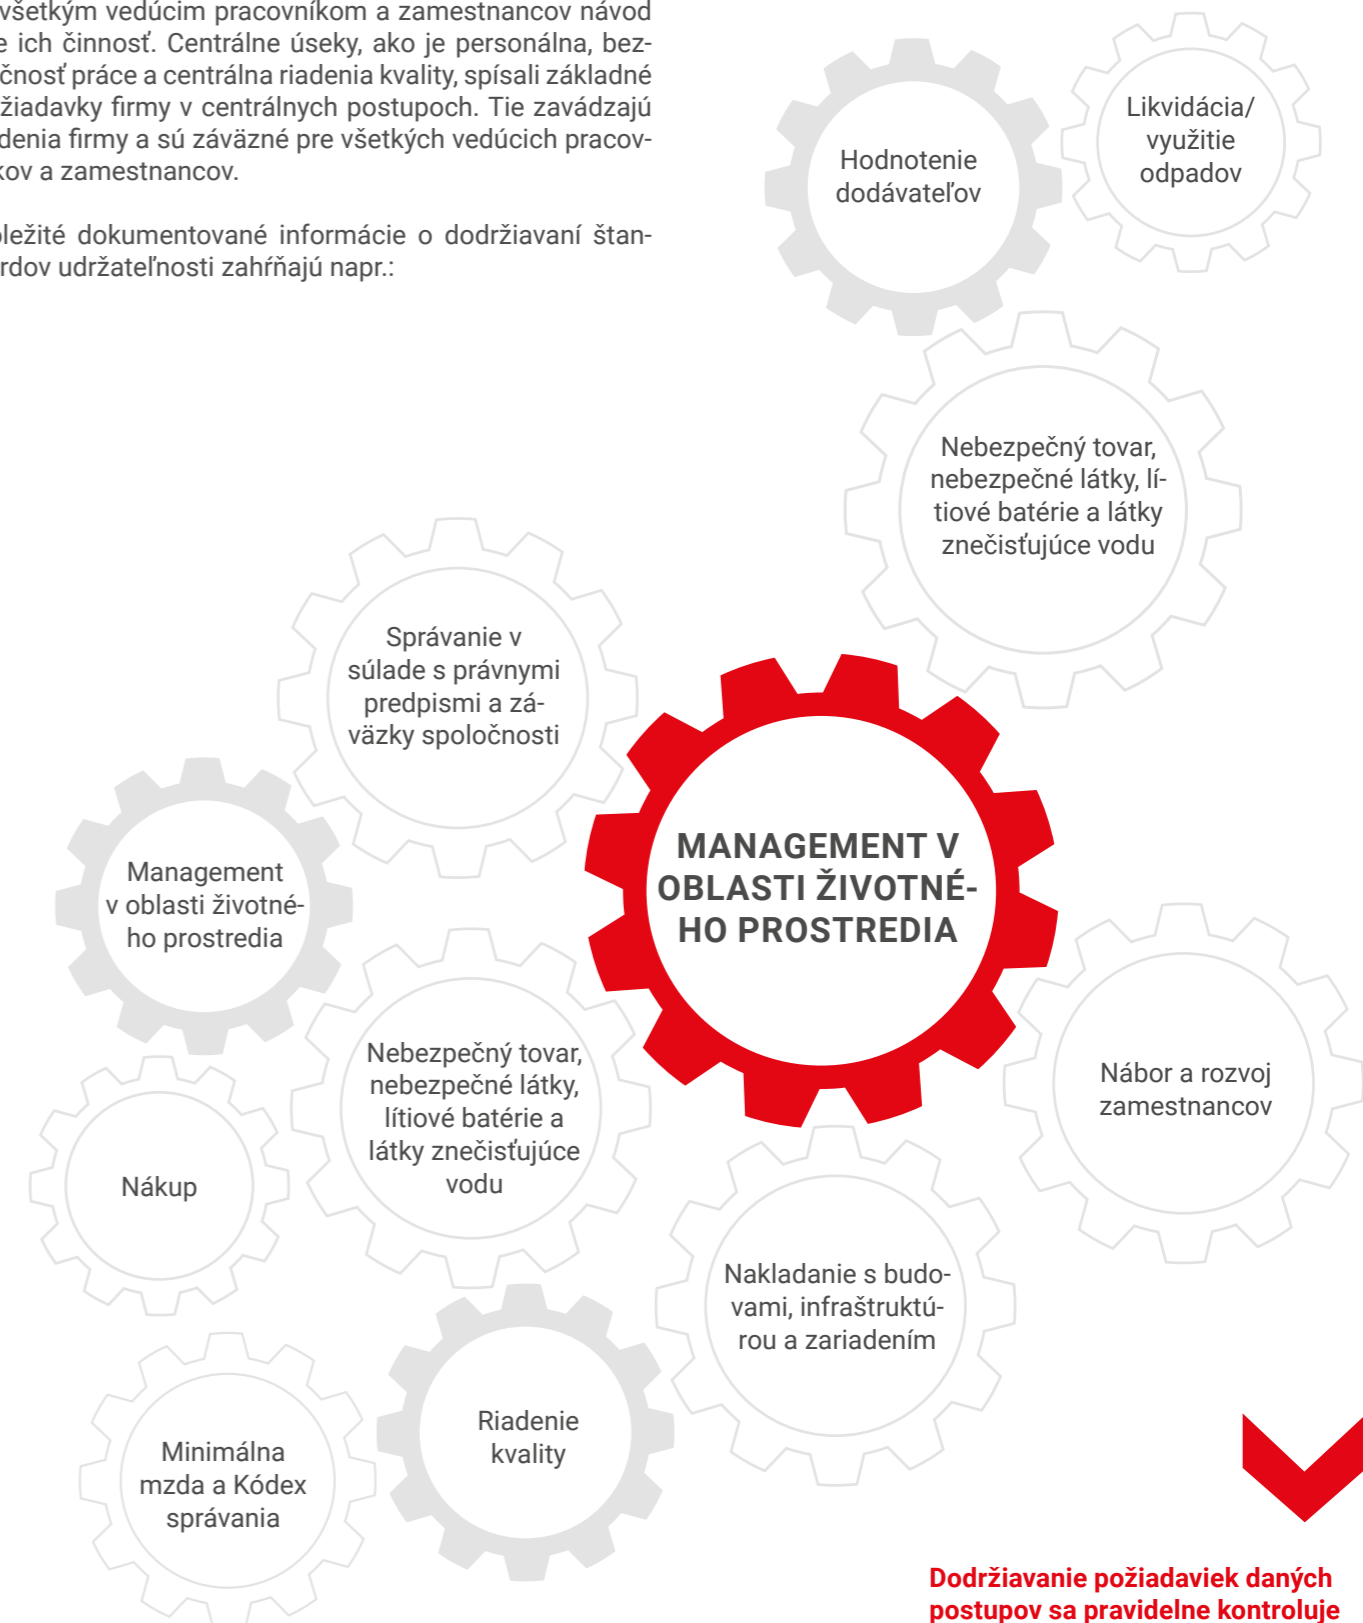 všetkým vedúcim pracovníkom a zamestnancov návod
e ich činnosť. Centrálne úseky, ako je personálna, bez-
čnosť práce a centrálna riadenia kvality, spísali základné
žiadavky firmy v centrálnych postupoch. Tie zavádzajú
denia firmy a sú záväzné pre všetkých vedúcich pracov-
kov a zamestnancov.
ležité dokumentované informácie o dodržiavaní štan-
rdov udržateľnosti zahŕňajú napr.:
Likvidácia/
využitie
odpadov
Hodnotenie
dodávateľov
Nebezpečný tovar,
nebezpečné látky, lí-
tiové batérie a látky
znečisťujúce vodu
Správanie v
súlade s právnymi
predpismi a zá-
väzky spoločnosti
MANAGEMENT V
OBLASTI ŽIVOTNÉ-
HO PROSTREDIA
Management
v oblasti životné-
ho prostredia
Nebezpečný tovar,
nebezpečné látky,
lítiové batérie a
látky znečisťujúce
vodu
Nábor a rozvoj
zamestnancov
Nákup
Nakladanie s budo-
vami, infraštruktú-
rou a zariadením
Riadenie
kvality
Minimálna
mzda a Kódex
správania
Dodržiavanie požiadaviek daných
postupov sa pravidelne kontroluje